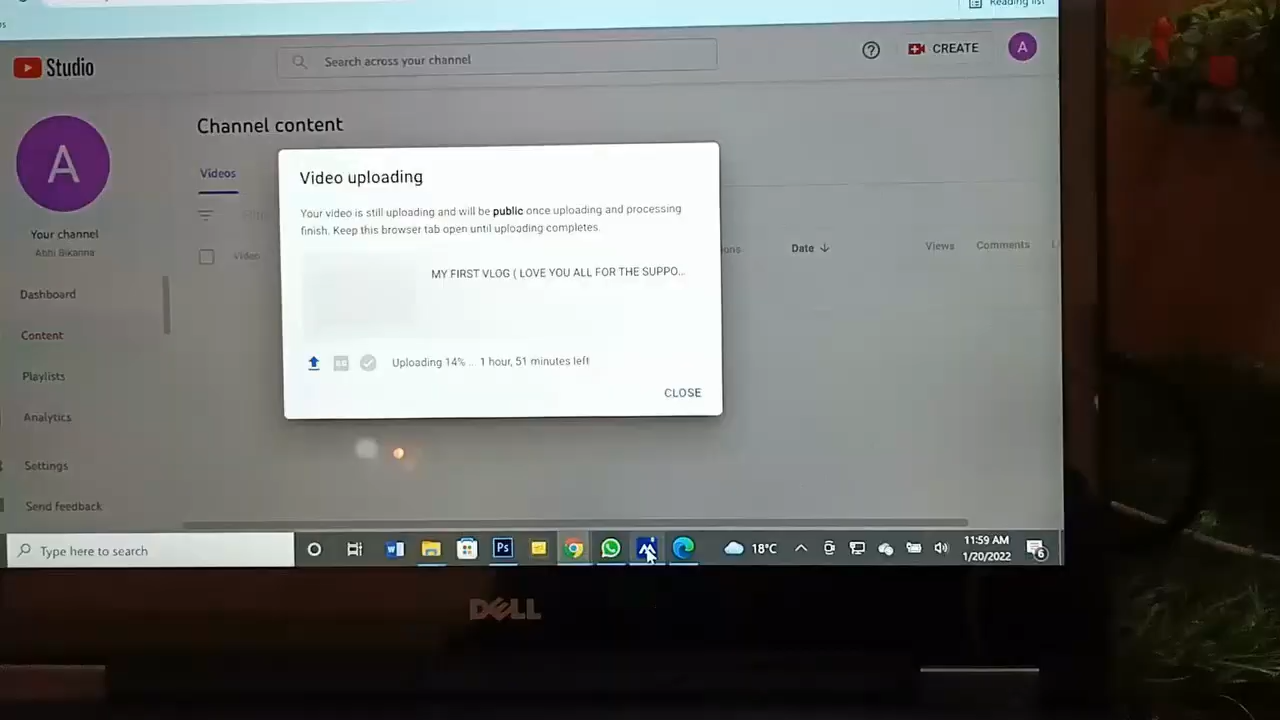 Reading list
Studio
Search across your channel
CREATE
A
A
Channel content
Videos
Your channel
Abhi Bikanna
Video
Date
Views
Comments
Dashboard
Content
Playlists
Analytics
Settings
Send feedback
Video uploading
Your video is still uploading and will be public once uploading and processing
finish. Keep this browser tab open until uploading completes.
MY FIRST VLOG ( LOVE YOU ALL FOR THE SUPPO...
Uploading 14% ... 1 hour, 51 minutes left
CLOSE
Type here to search
Ps
18°C
11:59 AM
1/20/2022
6
DELL